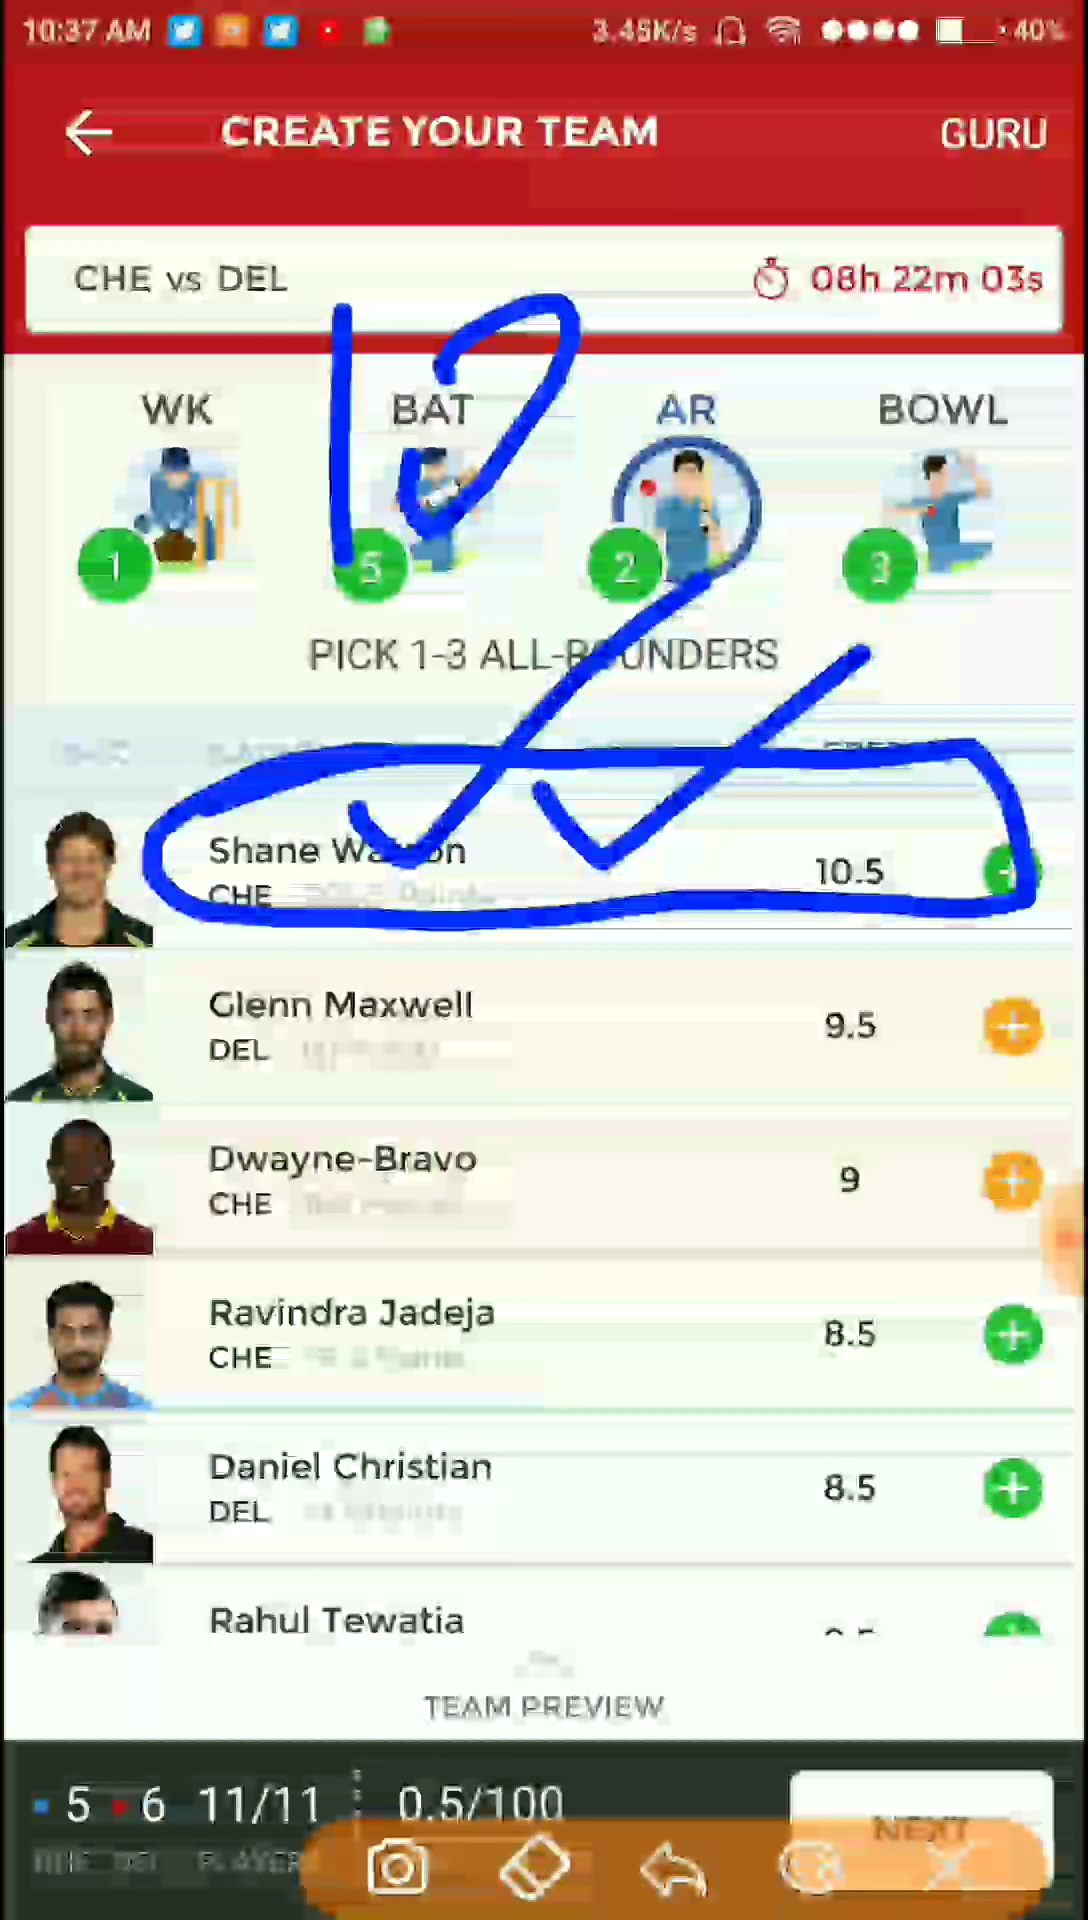 10:37 AM 3.45K/s 40%
CREATE YOUR TEAM GURU
CHE vs DEL 08h 22m 03s
WK BAT AR BOWL
1 5 2 3
PICK 1-3 ALL-ROUNDERS
Shane Watson 10.5
CHE
Glenn Maxwell 9.5
DEL
Dwayne-Bravo 9
CHE
Ravindra Jadeja 8.5
CHE
Daniel Christian 8.5
DEL
Rahul Tewatia
TEAM PREVIEW
5 6 11/11 0.5/100
NEXT